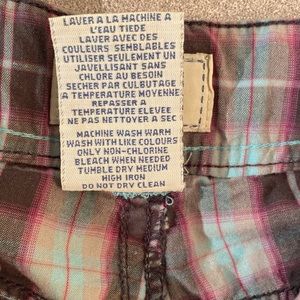 LAVER A LA MACHINE A
L'EAU TIEDE
LAVER AVEC DES
COULEURS SEMBLABLES
UTILISER SEULEMENT UN
JAVELLISANT SANS
CHLORE AU BESOIN
SECHER PAR CULBUTAGE
A TEMPERATURE MOYENNE
REPASSER A
TEMPERATURE ELEVEE
NE PAS NETTOYER A SEC
MACHINE WASH WARM
WASH WITH LIKE COLOURS
ONLY NON-CHLORINE
BLEACH WHEN NEEDED
TUMBLE DRY MEDIUM
HIGH IRON
DO NOT DRY CLEAN